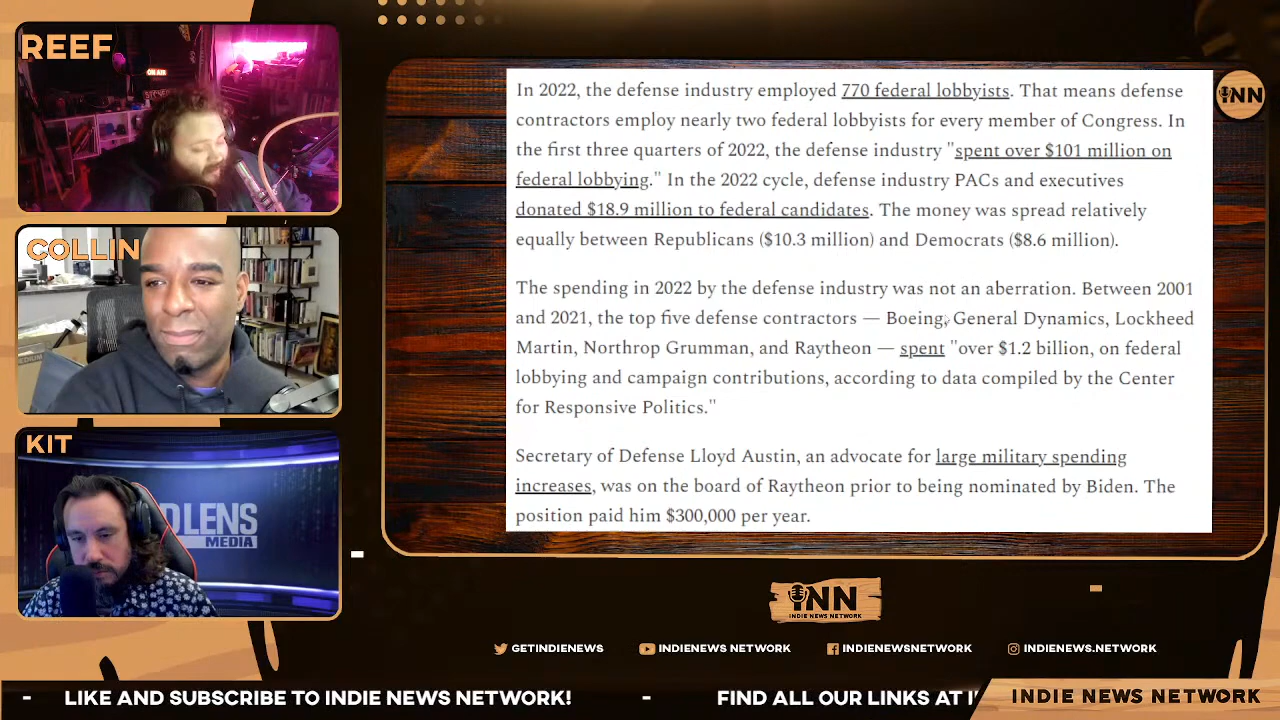 REEF
ON AIR
COLLIN
KIT
DLENS
MEDIA
In 2022, the defense industry employed 770 federal lobbyists. That means defense
contractors employ nearly two federal lobbyists for every member of Congress. In
the first three quarters of 2022, the defense industry "spent over $101 million on
federal lobbying." In the 2022 cycle, defense industry PACs and executives
donated $18.9 million to federal candidates. The money was spread relatively
equally between Republicans ($10.3 million) and Democrats ($8.6 million).
The spending in 2022 by the defense industry was not an aberration. Between 2001
and 2021, the top five defense contractors — Boeing, General Dynamics, Lockheed
Martin, Northrop Grumman, and Raytheon — spent "over $1.2 billion, on federal
lobbying and campaign contributions, according to data compiled by the Center
for Responsive Politics."
Secretary of Defense Lloyd Austin, an advocate for large military spending
increases, was on the board of Raytheon prior to being nominated by Biden. The
position paid him $300,000 per year.
INN
INN
INDIE NEWS NETWORK
GETINDIENEWS
INDIENEWS NETWORK
INDIENEWSNETWORK
INDIENEWS.NETWORK
- LIKE AND SUBSCRIBE TO INDIE NEWS NETWORK! - FIND ALL OUR LINKS AT
INDIE NEWS NETWORK